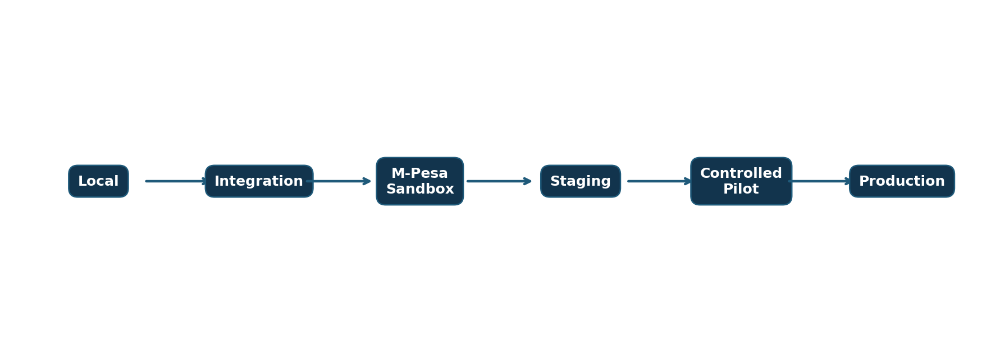 Local
Integration
M-Pesa
Sandbox
Staging
Controlled
Pilot
Production